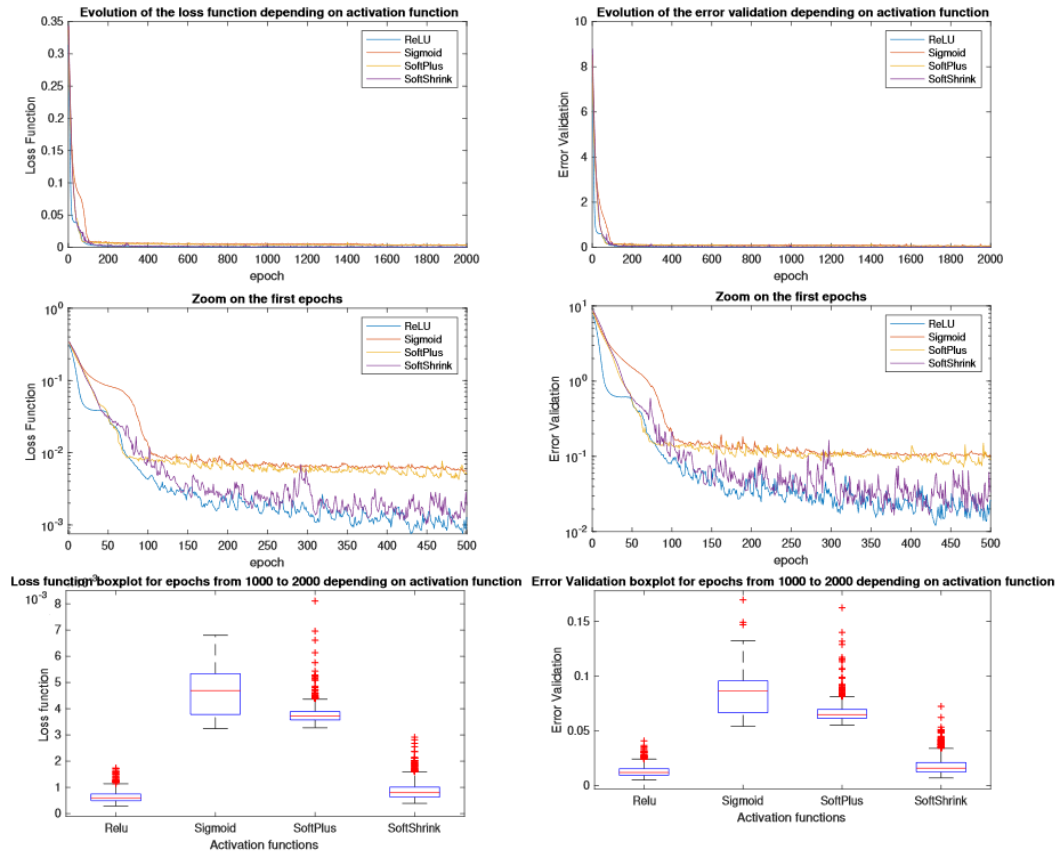 Evolution of the loss function depending on activation function
0.35
0.3
0.25
0.2
0.15
0.1
0.05
0
Loss Function
ReLU
Sigmoid
SoftPlus
SoftShrink
0 200 400 600 800 1000 1200 1400 1600 1800 2000
epoch
Evolution of the error validation depending on activation function
10
8
6
4
2
0
Error Validation
ReLU
Sigmoid
SoftPlus
SoftShrink
0 200 400 600 800 1000 1200 1400 1600 1800 2000
epoch
Zoom on the first epochs
10^0
10^-1
10^-2
10^-3
Loss Function
ReLU
Sigmoid
SoftPlus
SoftShrink
0 50 100 150 200 250 300 350 400 450 500
epoch
Zoom on the first epochs
10^1
10^0
10^-1
10^-2
Error Validation
ReLU
Sigmoid
SoftPlus
SoftShrink
0 50 100 150 200 250 300 350 400 450 500
epoch
Loss function boxplot for epochs from 1000 to 2000 depending on activation function
10^-3
8
7
6
5
4
3
2
1
0
Loss function
Relu Sigmoid SoftPlus SoftShrink
Activation functions
Error Validation boxplot for epochs from 1000 to 2000 depending on activation function
0.15
0.1
0.05
0
Error Validation
Relu Sigmoid SoftPlus SoftShrink
Activation functions